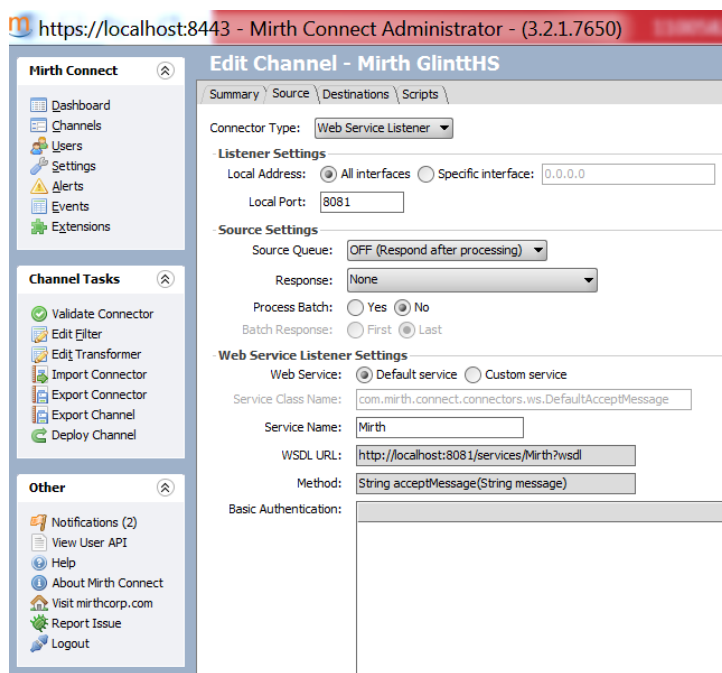 https://localhost:8443 - Mirth Connect Administrator - (3.2.1.7650)
Mirth Connect
Dashboard
Channels
Users
Settings
Alerts
Events
Extensions
Channel Tasks
Validate Connector
Edit Filter
Edit Transformer
Import Connector
Export Connector
Export Channel
Deploy Channel
Other
Notifications (2)
View User API
Help
About Mirth Connect
Visit mirthcorp.com
Report Issue
Logout
Edit Channel - Mirth GlinttHS
Summary Source Destinations Scripts
Connector Type: Web Service Listener
Listener Settings
Local Address: All interfaces Specific interface: 0.0.0.0
Local Port: 8081
Source Settings
Source Queue: OFF (Respond after processing)
Response: None
Process Batch: Yes No
Batch Response: First Last
Web Service Listener Settings
Web Service: Default service Custom service
Service Class Name: com.mirth.connect.connectors.ws.DefaultAcceptMessage
Service Name: Mirth
WSDL URL: http://localhost:8081/services/Mirth?wsdl
Method: String acceptMessage(String message)
Basic Authentication: